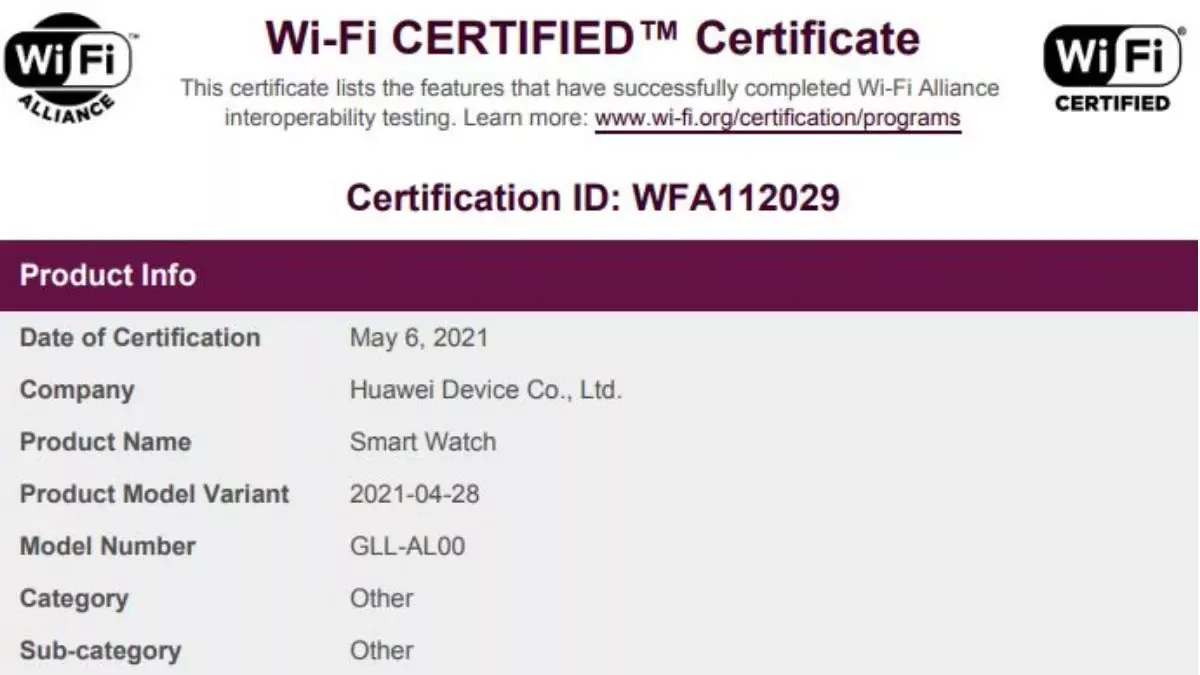 Wi Fi ™
ALLIANCE
Wi-Fi CERTIFIED™ Certificate
This certificate lists the features that have successfully completed Wi-Fi Alliance
interoperability testing. Learn more: www.wi-fi.org/certification/programs
Wi Fi ®
CERTIFIED
Certification ID: WFA112029
Product Info
Date of Certification May 6, 2021
Company Huawei Device Co., Ltd.
Product Name Smart Watch
Product Model Variant 2021-04-28
Model Number GLL-AL00
Category Other
Sub-category Other